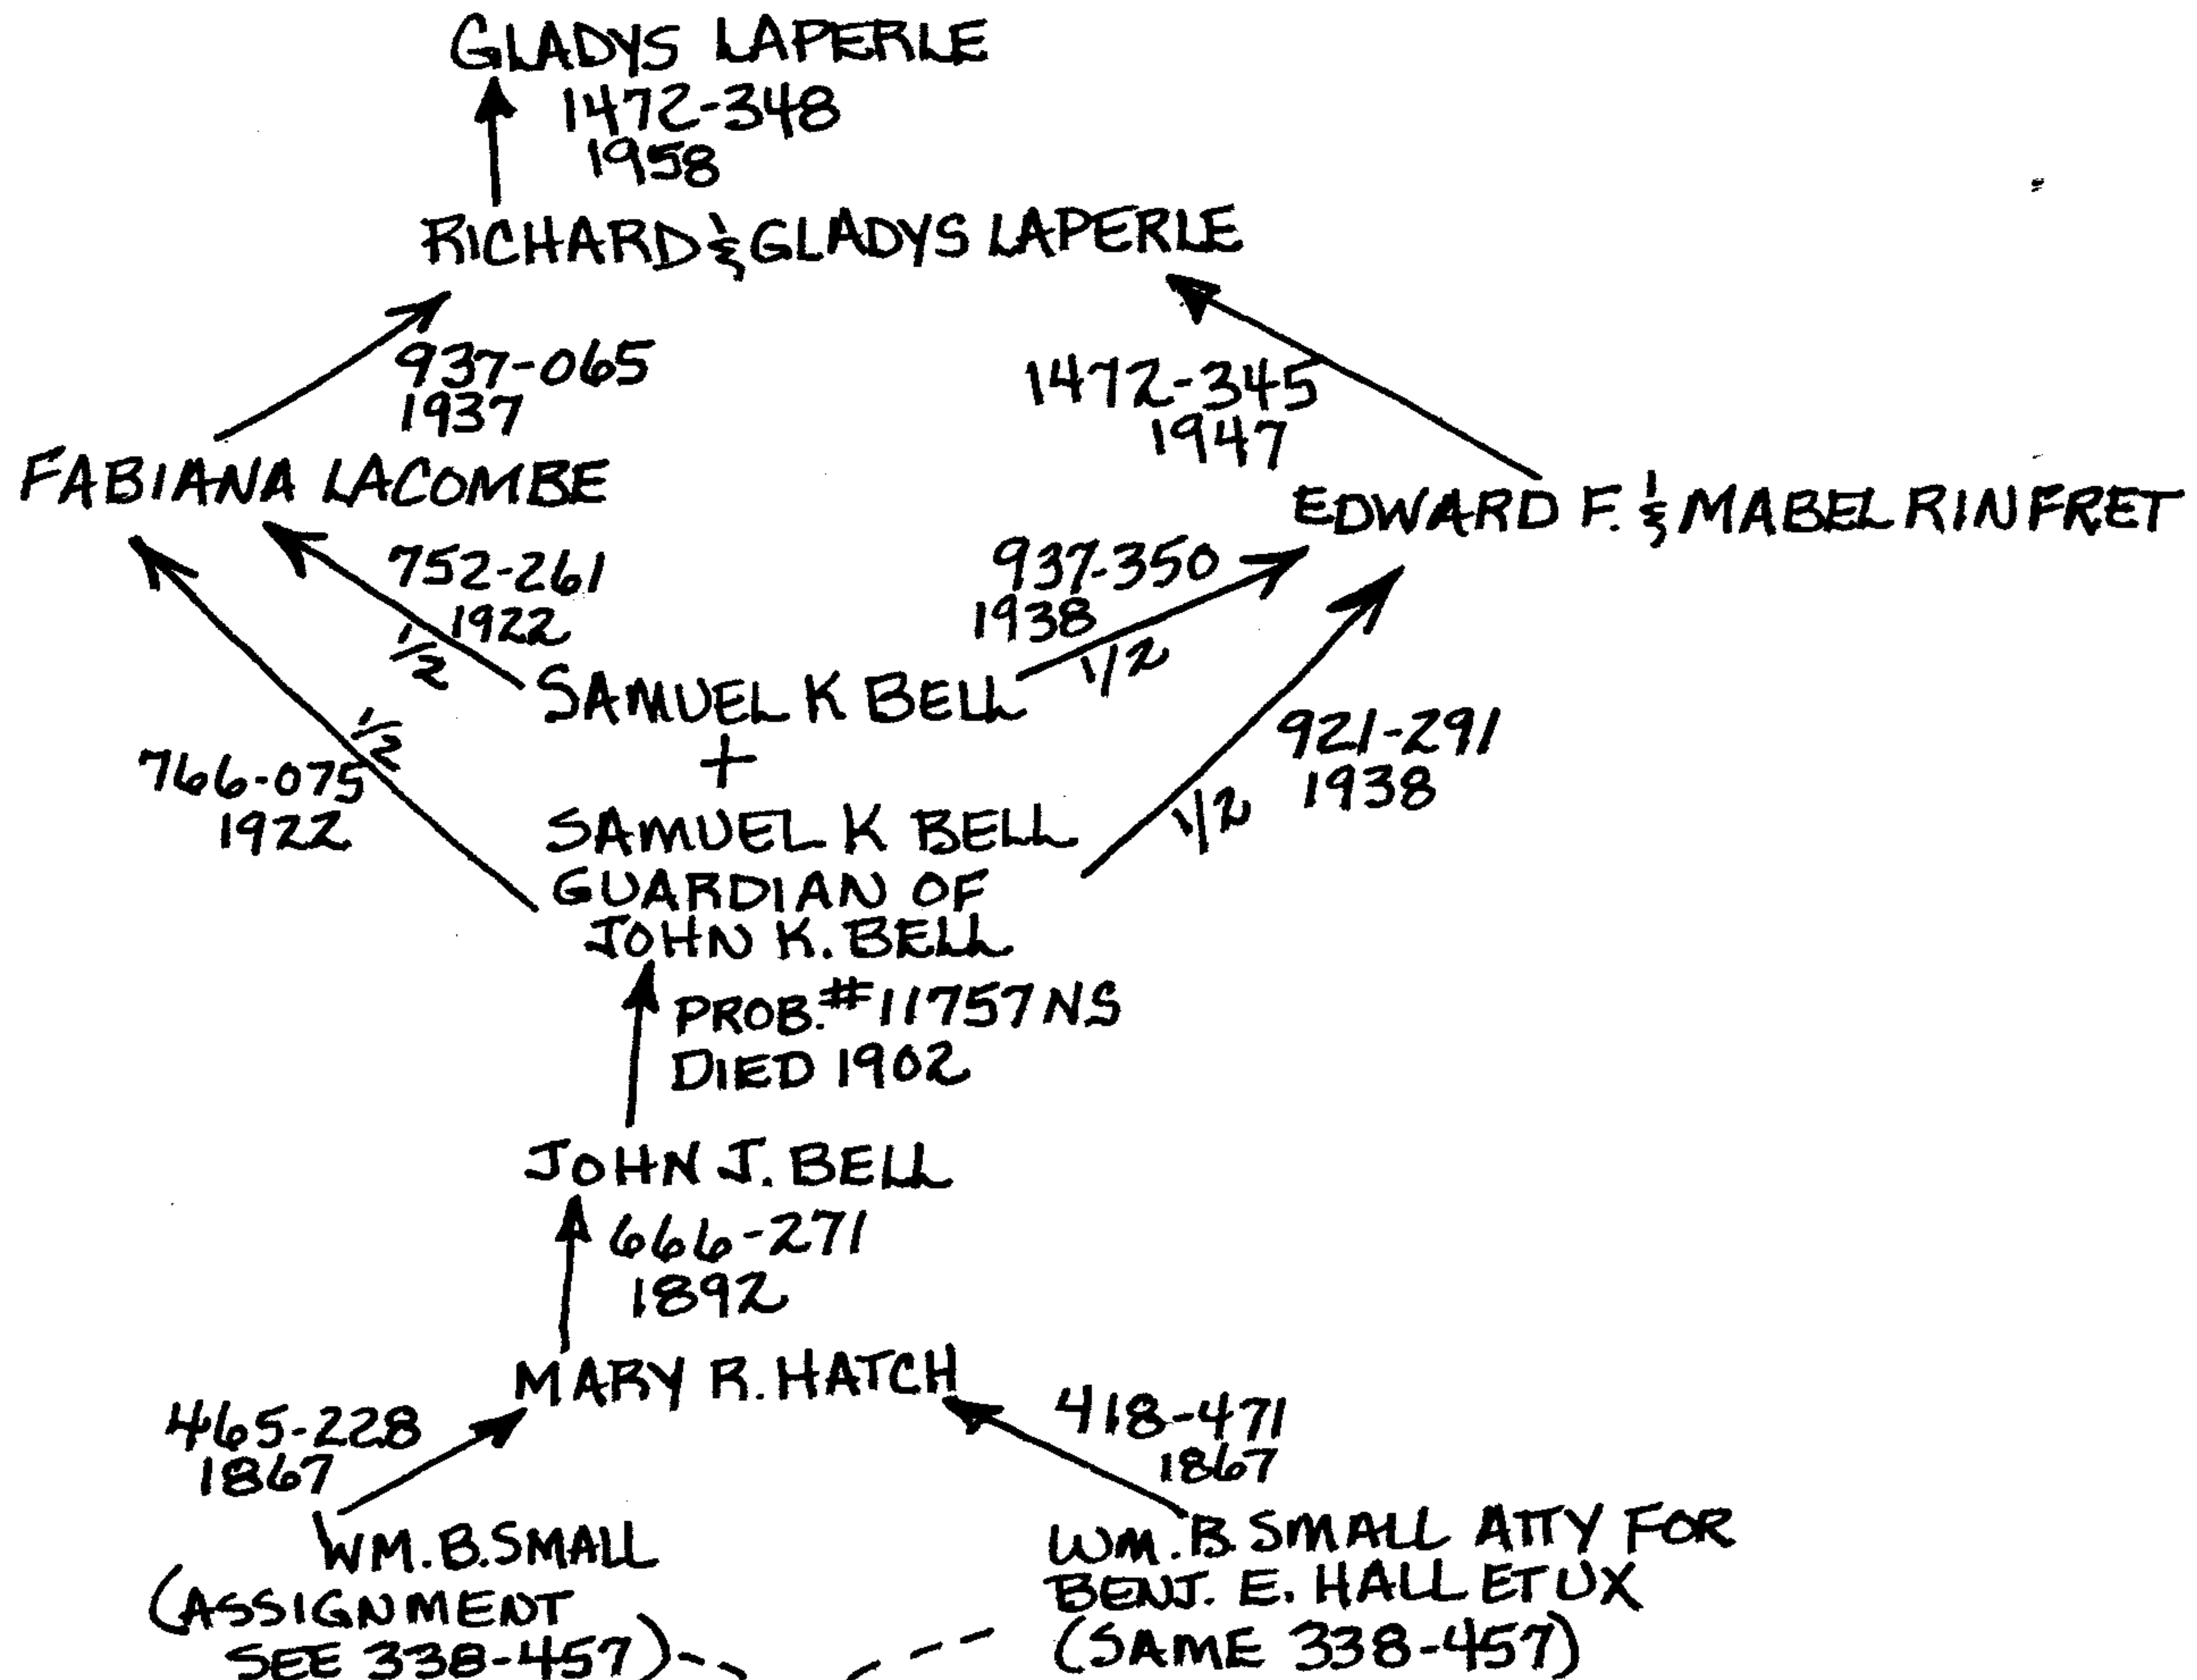 GLADYS LAPERLE
1472-348
1958
RICHARD & GLADYS LAPERLE
937-065
1937
1472-345
1947
FABIANA LACOMBE
EDWARD F. & MABEL RINFRET
752-261
1922
1/2
937-350
1938
1/2
SAMUEL K BELL
+
766-075
1922
1/2
921-291
1938
1/2
SAMUEL K BELL
GUARDIAN OF
JOHN K. BELL
PROB. #11757NS
DIED 1902
JOHN J. BELL
666-271
1892
MARY R. HATCH
465-228
1867
418-471
1867
WM. B. SMALL
(ASSIGNMENT
SEE 338-457)
WM. B. SMALL ATTY FOR
BENJ. E. HALL ET UX
(SAME 338-457)